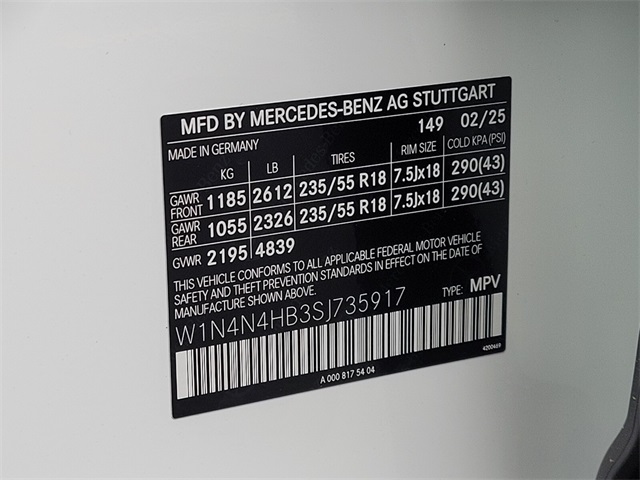 MFD BY MERCEDES-BENZ AG STUTTGART
MADE IN GERMANY 149 02/25
KG LB TIRES RIM SIZE COLD KPA(PSI)
GAWR FRONT 1185 2612 235/55 R18 7.5Jx18 290(43)
GAWR REAR 1055 2326 235/55 R18 7.5Jx18 290(43)
GVWR 2195 4839
THIS VEHICLE CONFORMS TO ALL APPLICABLE FEDERAL MOTOR VEHICLE
SAFETY AND THEFT PREVENTION STANDARDS IN EFFECT ON THE DATE OF
MANUFACTURE SHOWN ABOVE.
W1N4N4HB3SJ735917 TYPE: MPV
4200469
A 000 817 54 04